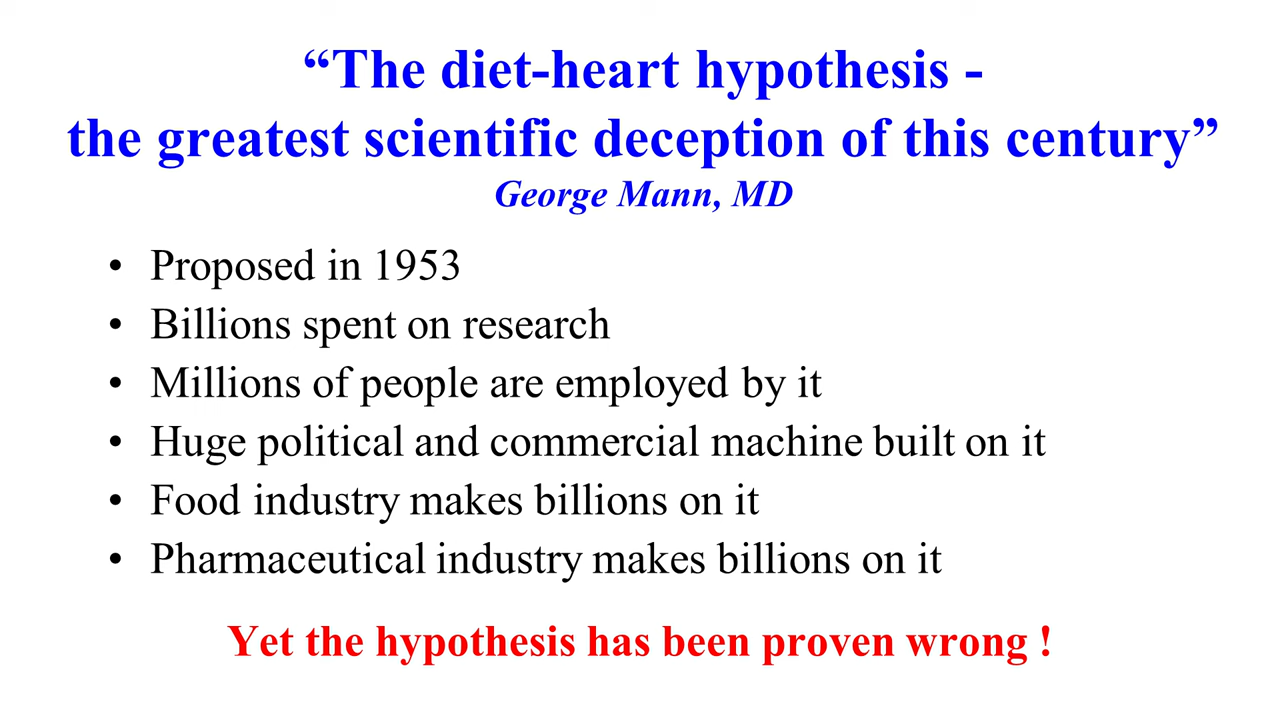 “The diet-heart hypothesis -
the greatest scientific deception of this century”
George Mann, MD
• Proposed in 1953
• Billions spent on research
• Millions of people are employed by it
• Huge political and commercial machine built on it
• Food industry makes billions on it
• Pharmaceutical industry makes billions on it
Yet the hypothesis has been proven wrong !